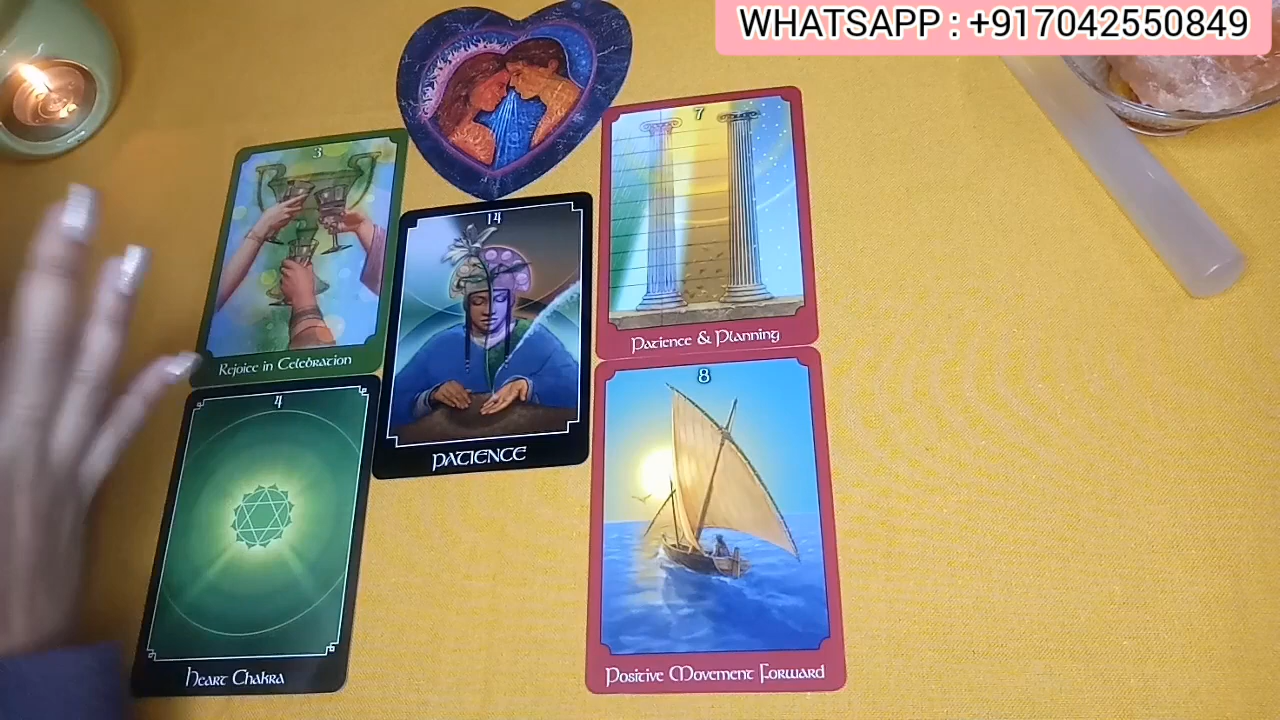 WHATSAPP : +917042550849
3
Rejoice in Celebration
14
PATIENCE
7
Patience & Planning
4
Heart Chakra
8
Positive Movement Forward